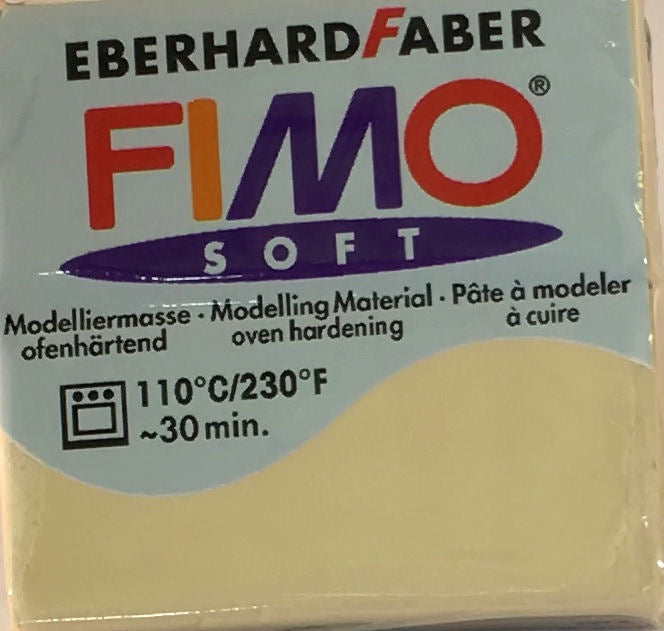 EBERHARDFABER
FIMO®
SOFT
Modelliermasse · Modelling Material · Pâte à modeler
ofenhärtend oven hardening à cuire
110°C/230°F
~30 min.